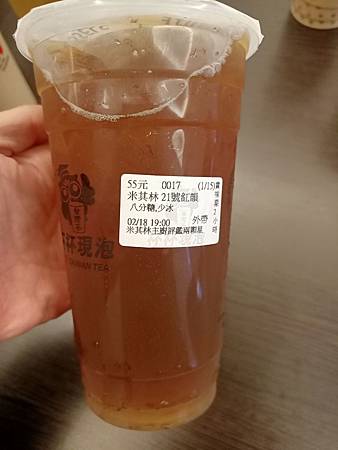 55元 0017 (1/15)
米其林 21號紅韻
八分糖,少冰
02/18 19:00 外帶
米其林主廚評鑑兩顆星
杯現泡
TAIWAN TEA